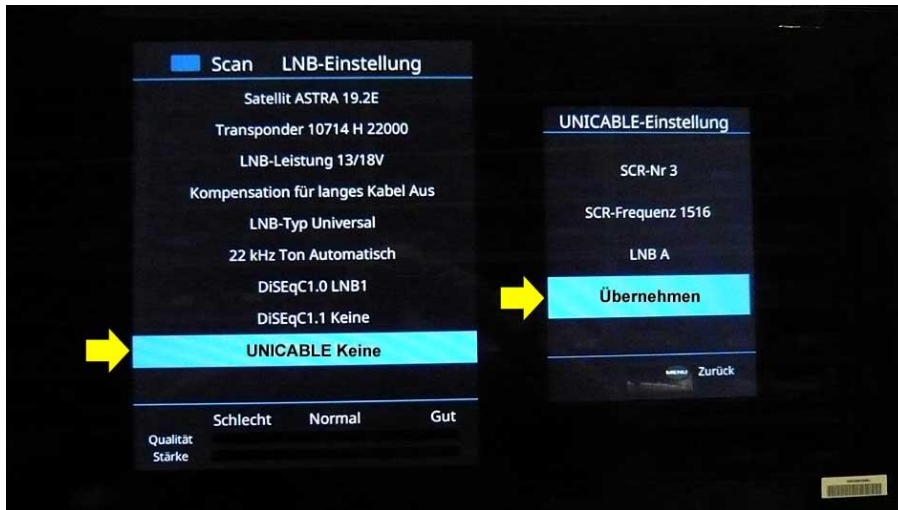 Scan LNB-Einstellung
Satellit ASTRA 19.2E
Transponder 10714 H 22000
LNB-Leistung 13/18V
Kompensation für langes Kabel Aus
LNB-Typ Universal
22 kHz Ton Automatisch
DiSEqC1.0 LNB1
DiSEqC1.1 Keine
UNICABLE Keine
Schlecht Normal Gut
Qualität
Stärke
UNICABLE-Einstellung
SCR-Nr 3
SCR-Frequenz 1516
LNB A
Übernehmen
MENU Zurück